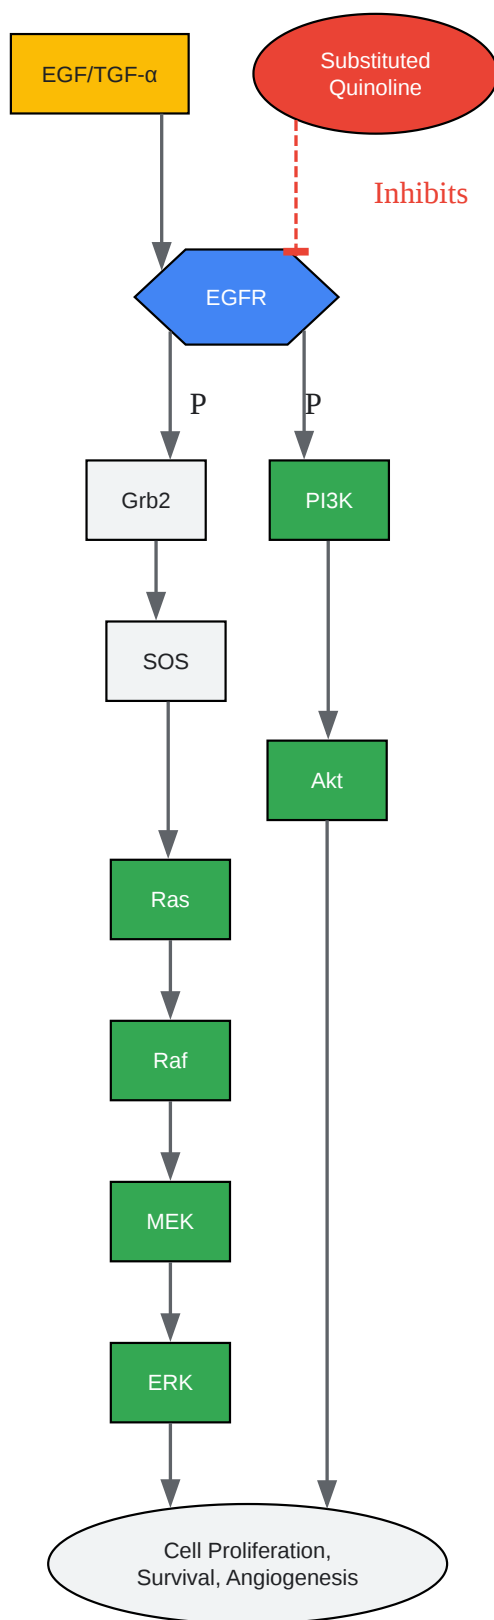 EGF/TGF-α
Substituted
Quinoline
Inhibits
EGFR
P
P
Grb2
PI3K
SOS
Akt
Ras
Raf
MEK
ERK
Cell Proliferation,
Survival, Angiogenesis